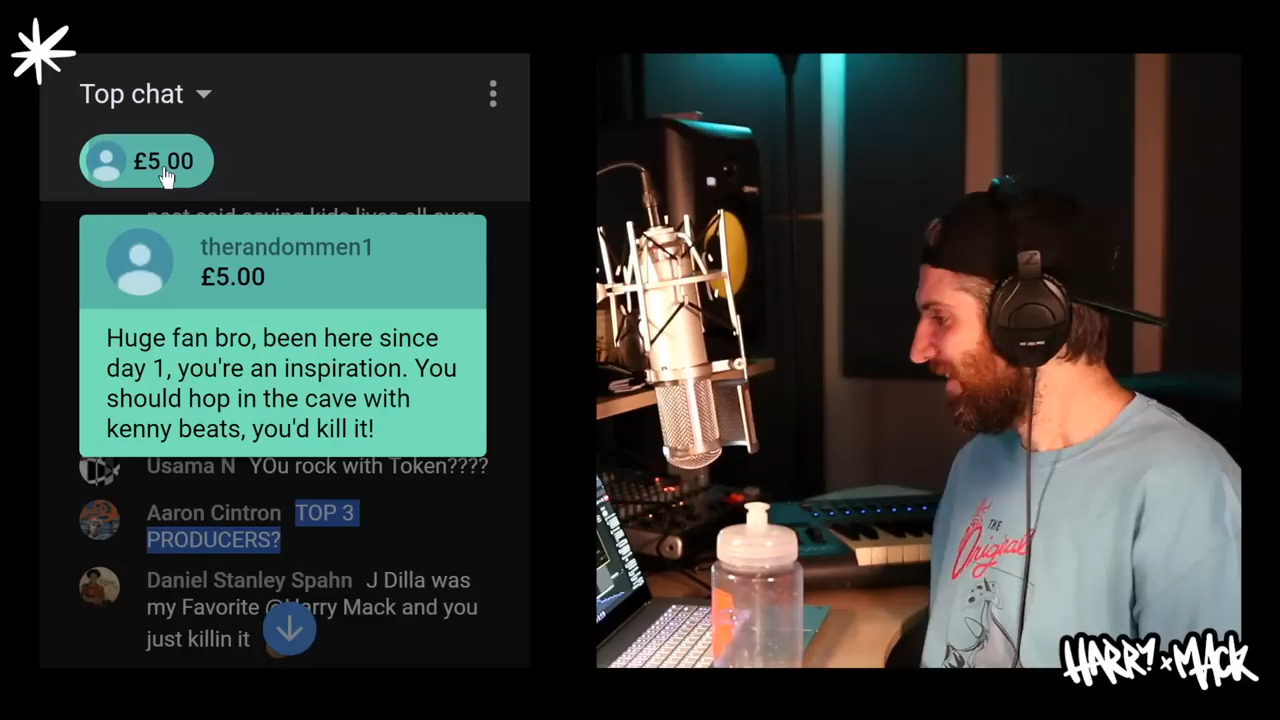 Top chat
£5.00
therandommen1
£5.00
Huge fan bro, been here since
day 1, you're an inspiration. You
should hop in the cave with
kenny beats, you'd kill it!
Usama N YOu rock with Token????
Aaron Cintron TOP 3
PRODUCERS?
Daniel Stanley Spahn J Dilla was
my Favorite @Harry Mack and you
just killin it
THE
Original
HARRY x MACK